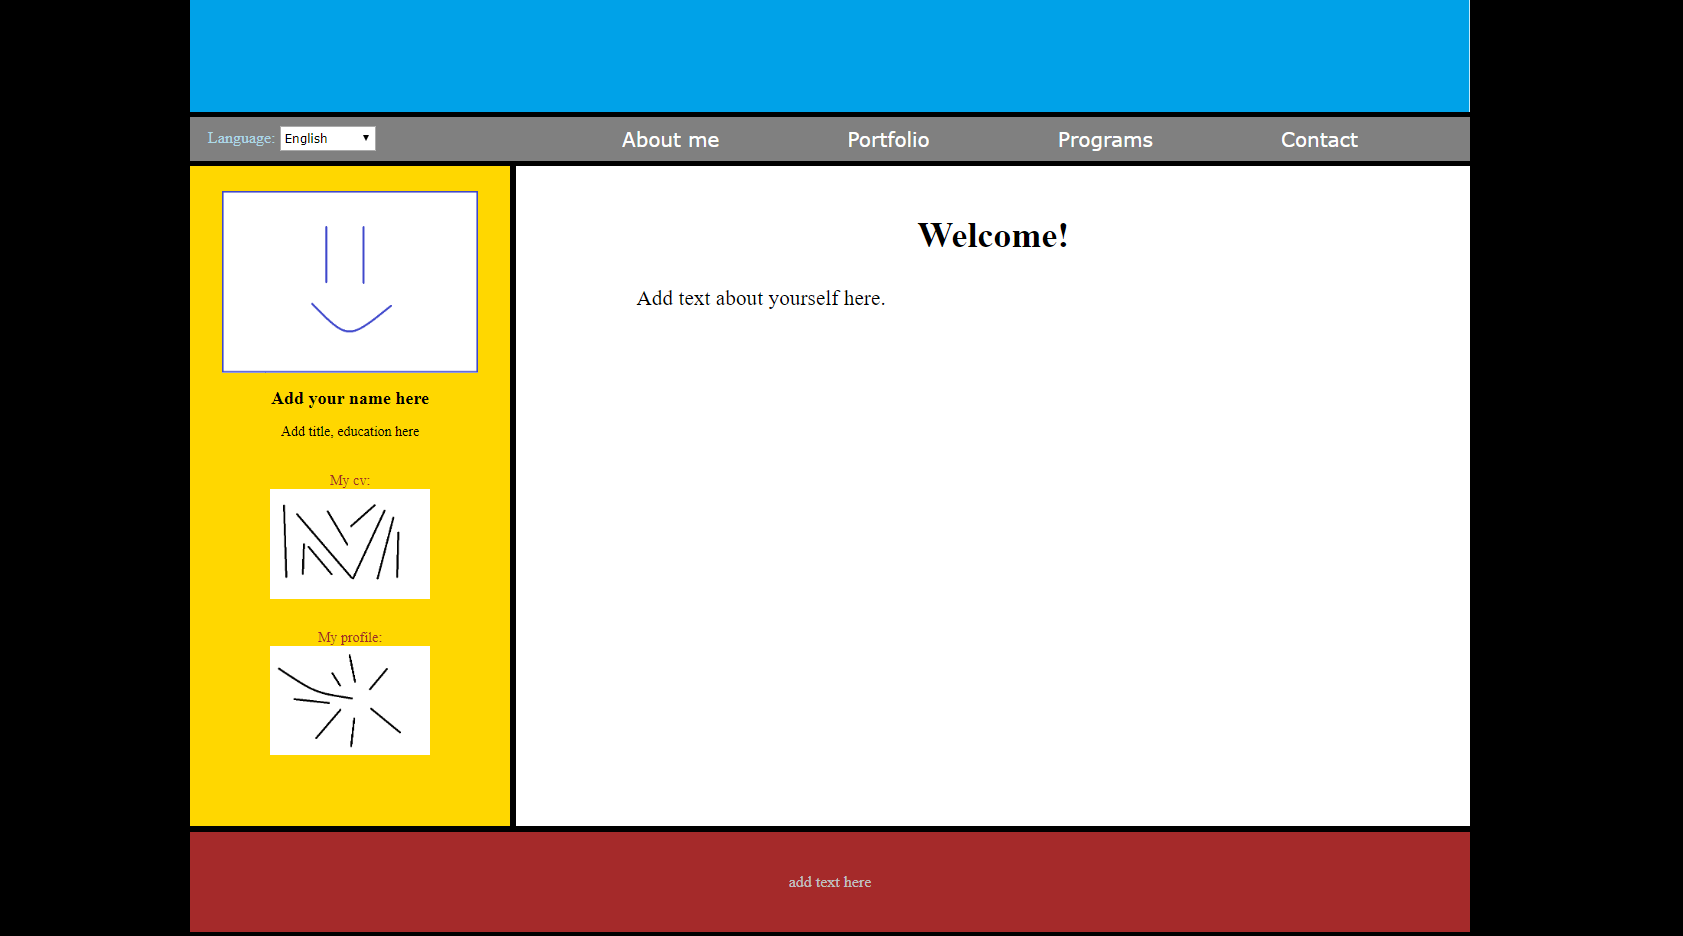 Language: English
About me
Portfolio
Programs
Contact
Welcome!
Add text about yourself here.
Add your name here
Add title, education here
My cv:
My profile:
add text here